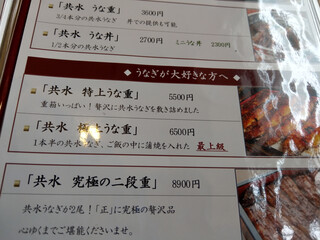 「共水 うな重」 3600円
3/4本分の共水うなぎ 丼での提供も可能
「共水 うな丼」 2700円 ミニうな丼 2300円
1/2本分の共水うなぎ
◆ うなぎが大好きな方へ ◆
「共水 特上うな重」 5500円
重箱いっぱい!贅沢に共水うなぎを敷き詰めました
「共水 うな重」 6500円
1本半の共水うなぎ、ご飯の中に蒲焼を入れた 最上級
「共水 究極の二段重」 8900円
共水うなぎが2尾!「正」に究極の贅沢品
心ゆくまでご堪能くださいませ。